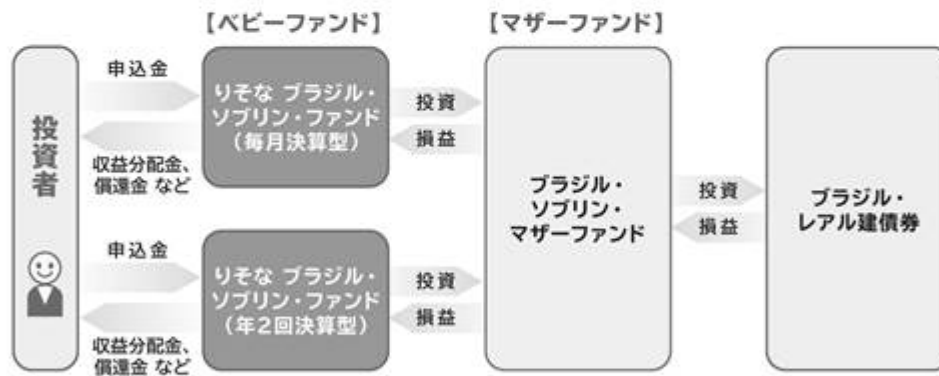 【ベビーファンド】
【マザーファンド】
投資者
申込金
収益分配金、
償還金 など
りそな ブラジル・
ソブリン・ファンド
（毎月決算型）
投資
損益
申込金
収益分配金、
償還金 など
りそな ブラジル・
ソブリン・ファンド
（年2回決算型）
投資
損益
ブラジル・
ソブリン・
マザーファンド
投資
損益
ブラジル・
レアル建債券